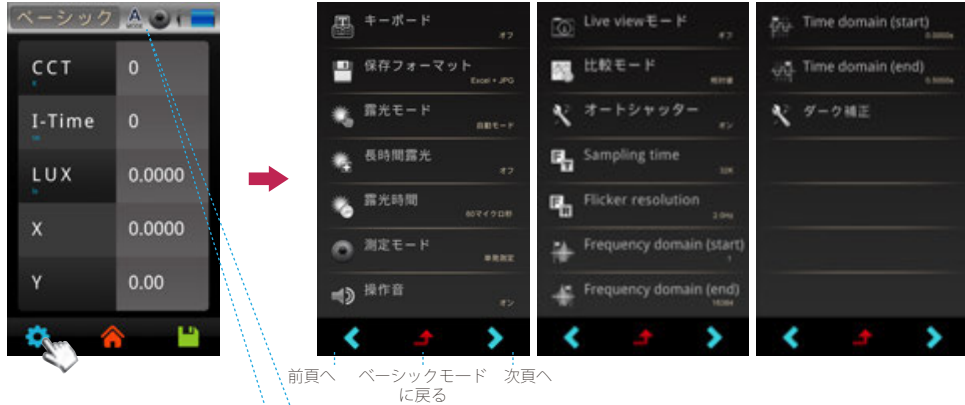 ベーシック
A
MODE
CCT
0
K
I-Time
0
LUX
0.0000
lx
X
0.0000
Y
0.00
キーボード
オフ
保存フォーマット
Excel + JPG
露光モード
自動モード
長時間露光
オフ
露光時間
60マイクロ秒
測定モード
単発測定
操作音
オン
Live viewモード
オフ
比較モード
相対値
オートシャッター
オン
Sampling time
32K
Flicker resolution
2.0Hz
Frequency domain (start)
1
Frequency domain (end)
16384
Time domain (start)
0.0000s
Time domain (end)
ダーク補正
前頁へ
ベーシックモード
に戻る
次頁へ